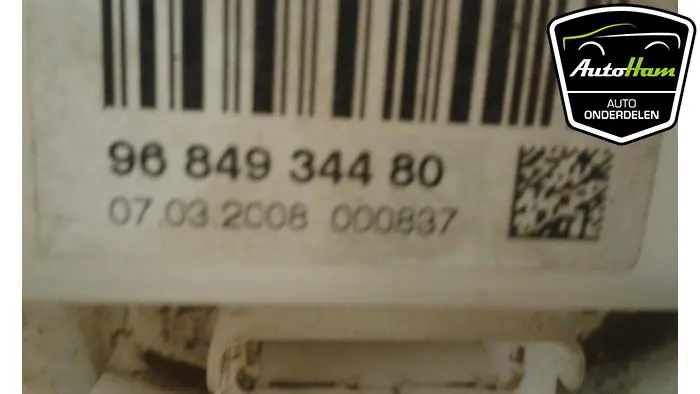 AutoHam
AUTO
ONDERDELEN
96 849 344 80
07.03.2008 000837